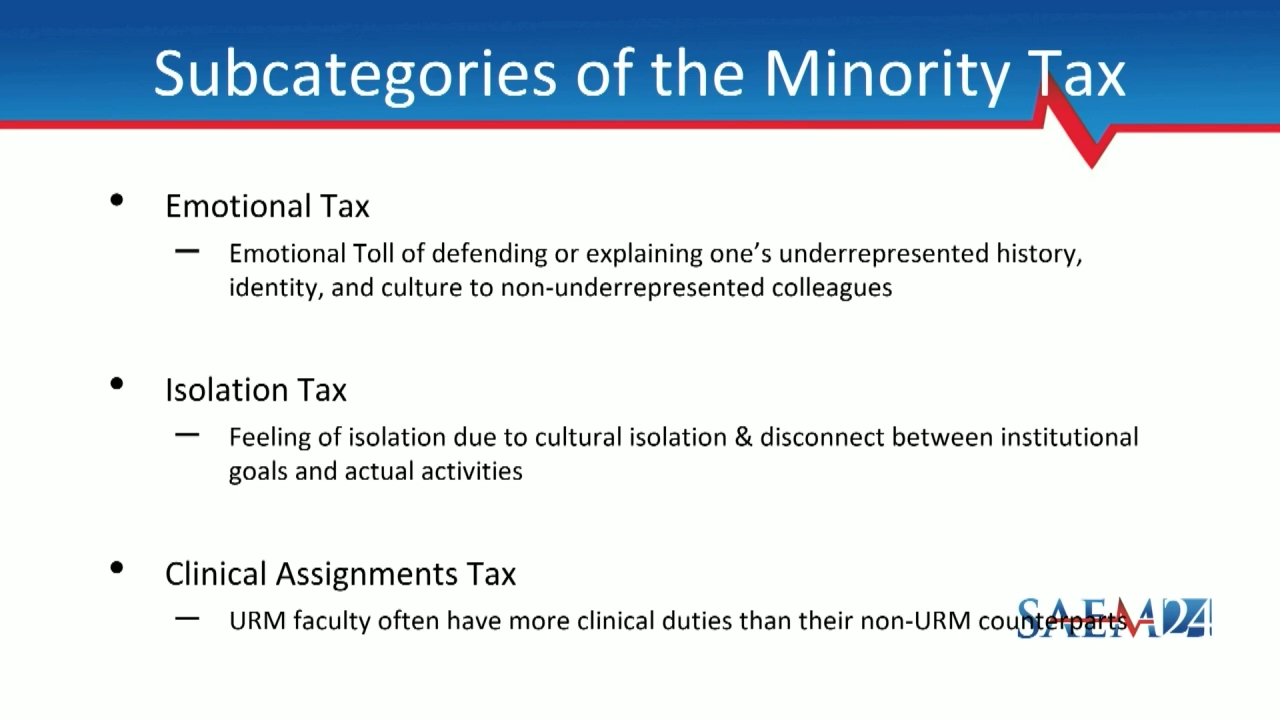 Subcategories of the Minority Tax
• Emotional Tax
— Emotional Toll of defending or explaining one’s underrepresented history,
identity, and culture to non-underrepresented colleagues
• Isolation Tax
— Feeling of isolation due to cultural isolation & disconnect between institutional
goals and actual activities
• Clinical Assignments Tax
— URM faculty often have more clinical duties than their non-URM counterparts
SAEM24